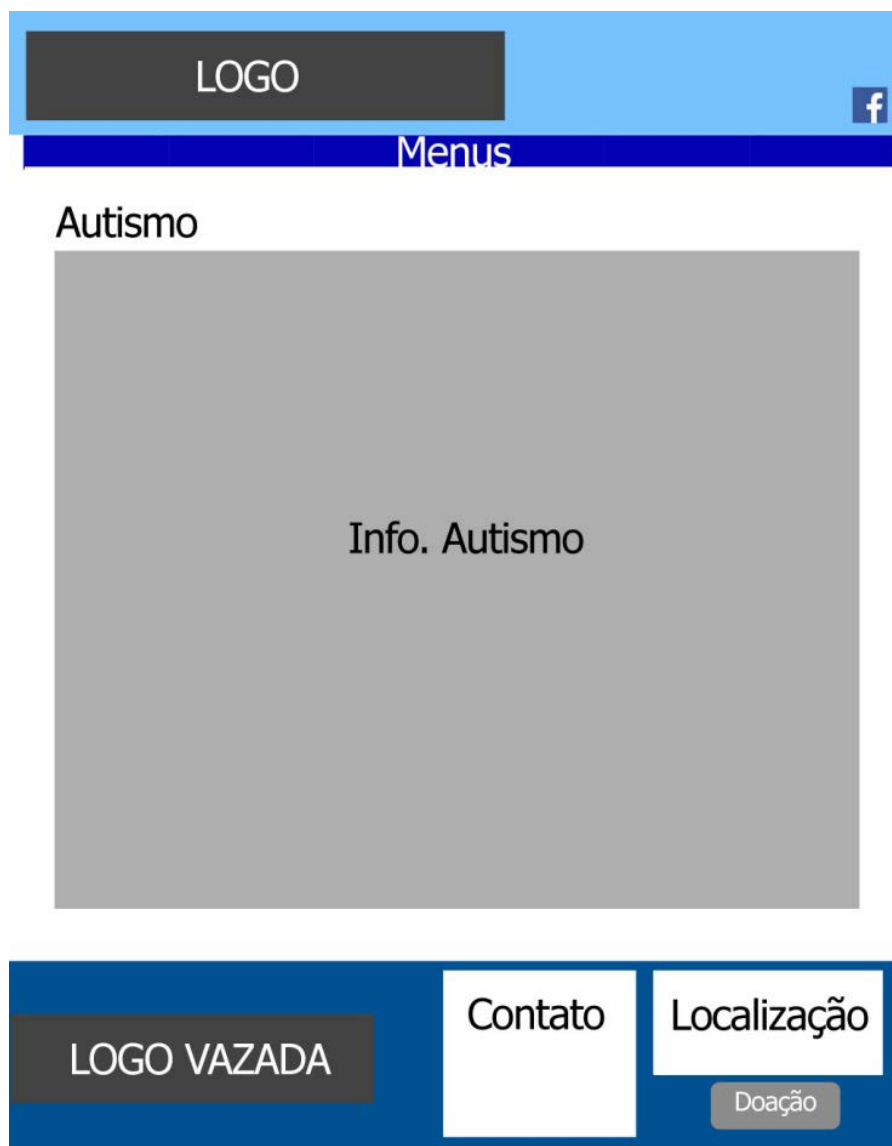 LOGO
f
Menus
Autismo
Info. Autismo
LOGO VAZADA
Contato
Localização
Doação